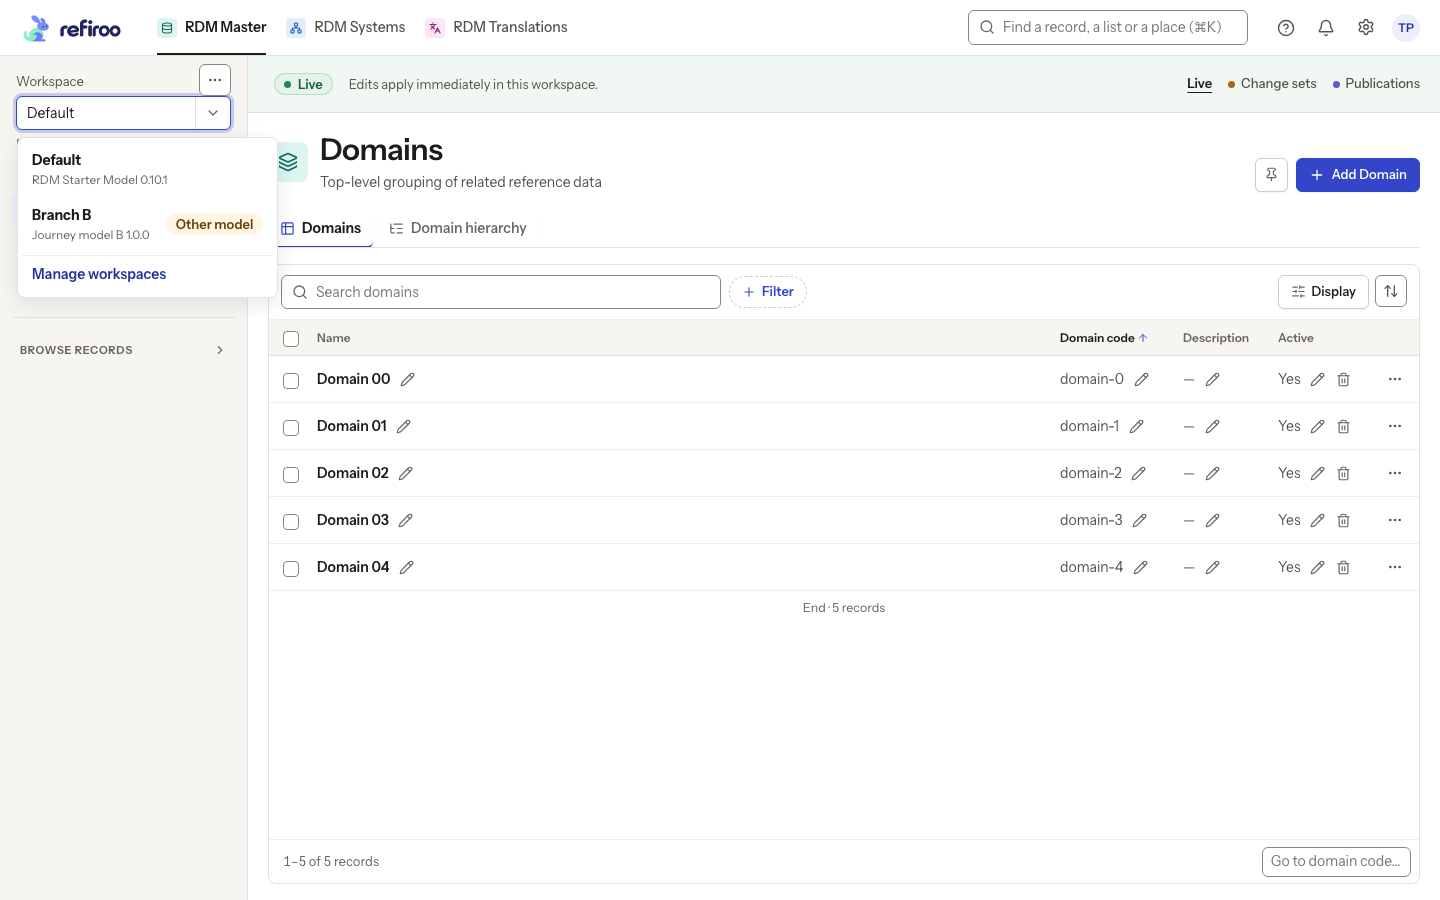 refiroo
RDM Master
RDM Systems
RDM Translations
Find a record, a list or a place (⌘K)
TP
Workspace
Default
Live
Edits apply immediately in this workspace.
Live
Change sets
Publications
Default
RDM Starter Model 0.10.1
Branch B
Journey model B 1.0.0
Other model
Manage workspaces
BROWSE RECORDS
Domains
Top-level grouping of related reference data
Add Domain
Domains
Domain hierarchy
Search domains
Filter
Display
Name
Domain code
Description
Active
Domain 00
domain-0
—
Yes
Domain 01
domain-1
—
Yes
Domain 02
domain-2
—
Yes
Domain 03
domain-3
—
Yes
Domain 04
domain-4
—
Yes
End · 5 records
1–5 of 5 records
Go to domain code...